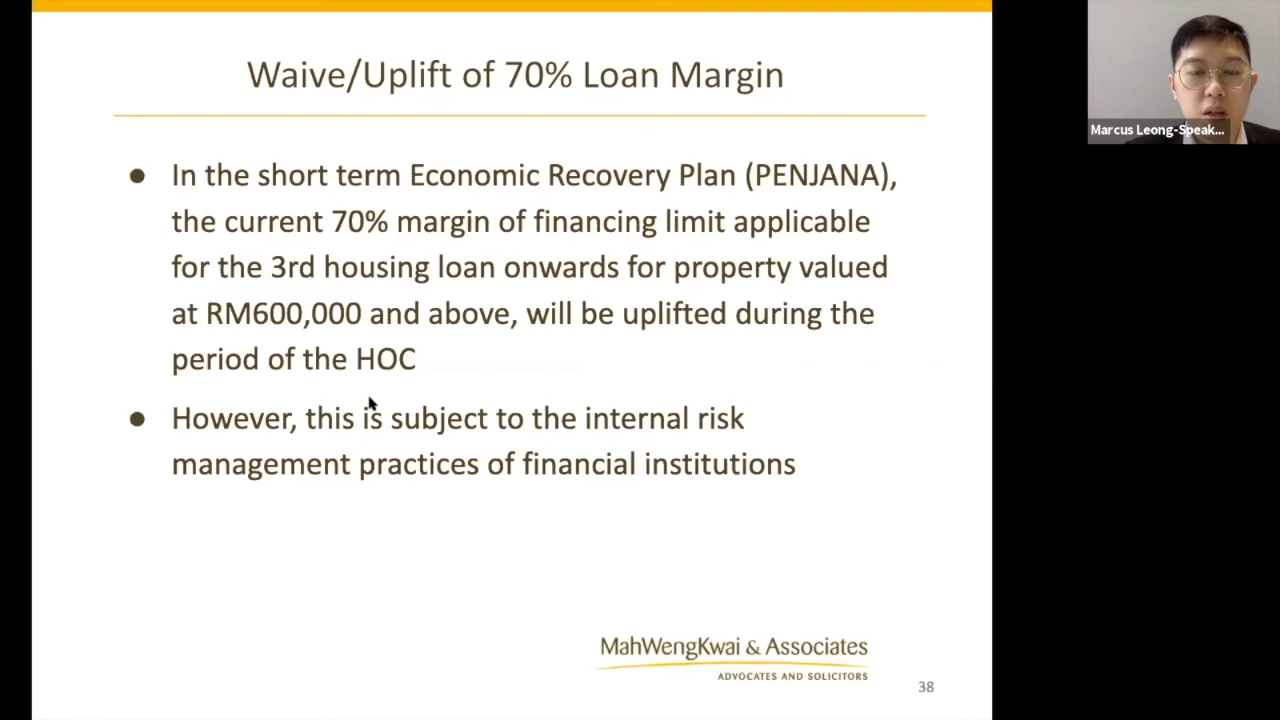 Waive/Uplift of 70% Loan Margin
● In the short term Economic Recovery Plan (PENJANA),
the current 70% margin of financing limit applicable
for the 3rd housing loan onwards for property valued
at RM600,000 and above, will be uplifted during the
period of the HOC
● However, this is subject to the internal risk
management practices of financial institutions
MahWengKwai & Associates
ADVOCATES AND SOLICITORS
38
Marcus Leong-Speak...